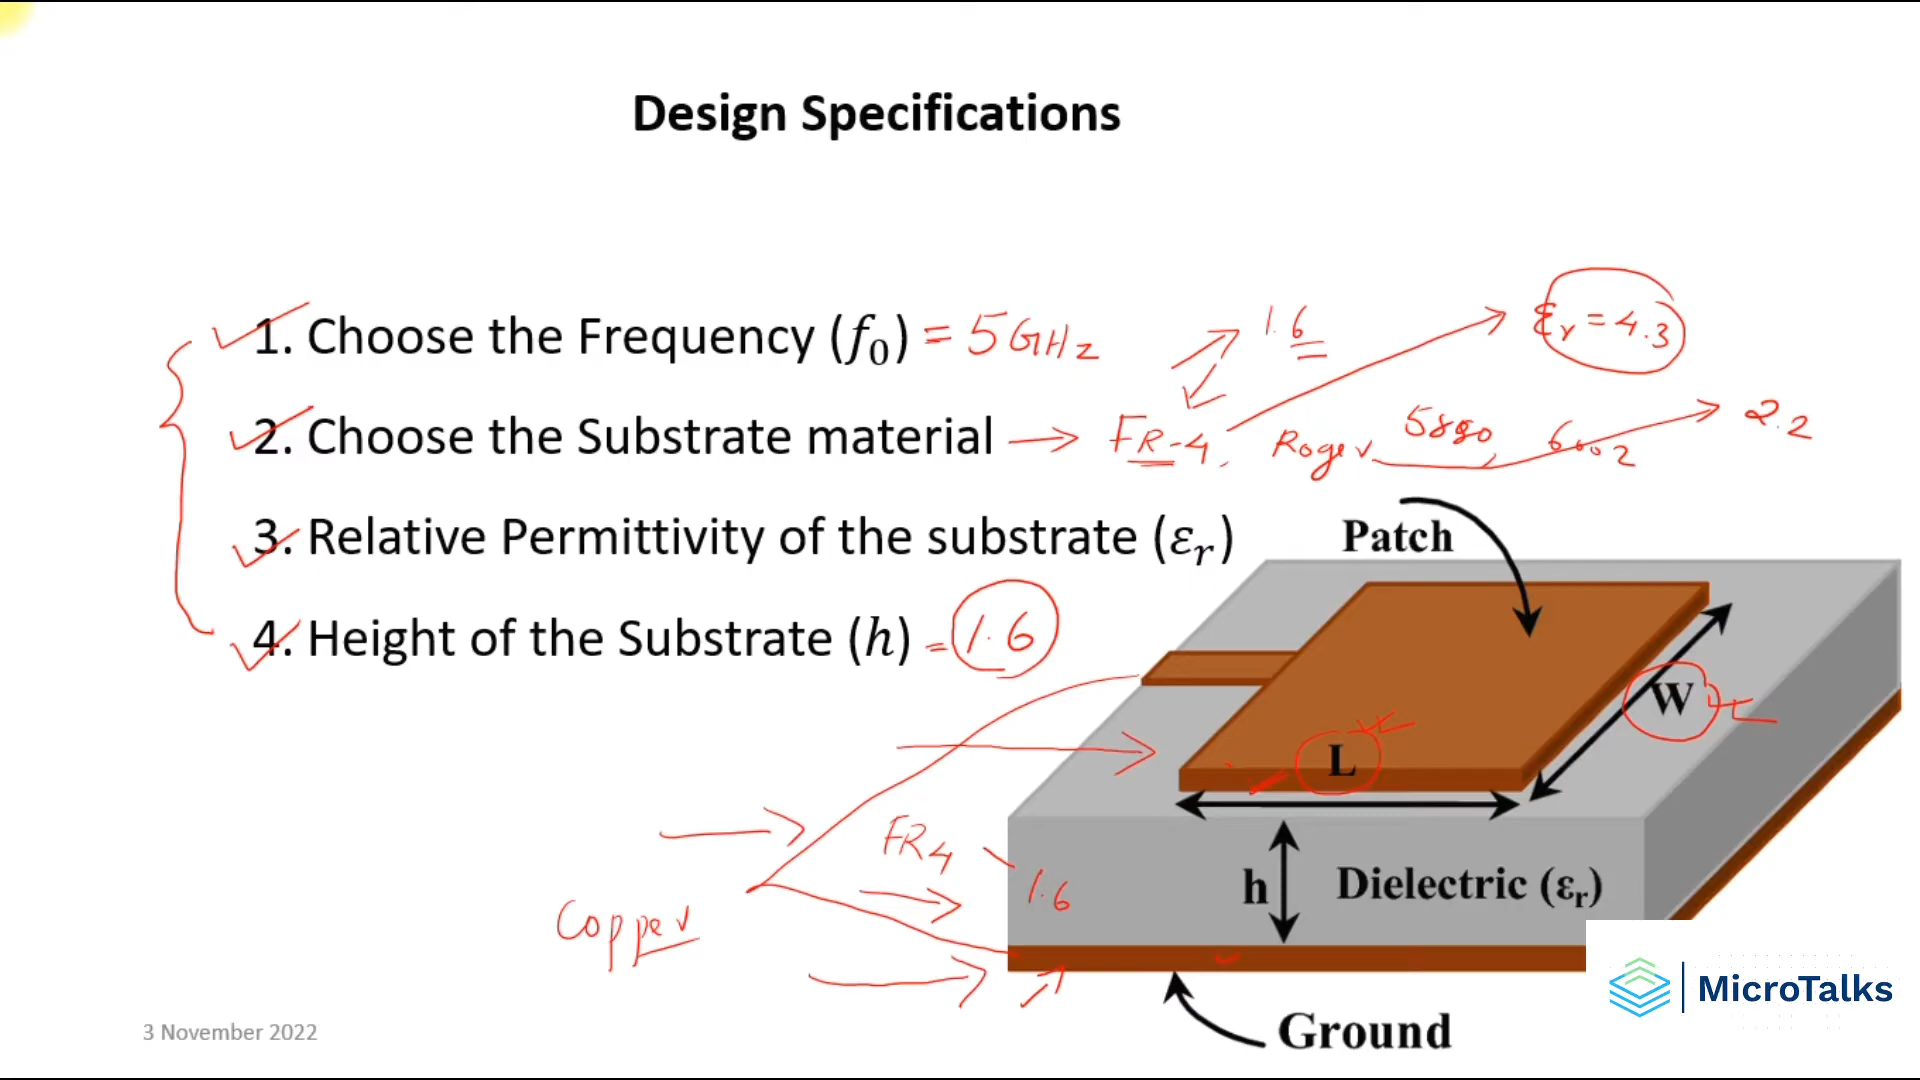 Design Specifications
1. Choose the Frequency (f₀) = 5GHz
1.6
εr = 4.3
2. Choose the Substrate material → FR-4, Roger 5880, 6002 → 2.2
3. Relative Permittivity of the substrate (εr)
4. Height of the Substrate (h) = 1.6
Patch
W
L
FR4
1.6
h
Dielectric (εr)
Copper
Ground
MicroTalks
3 November 2022